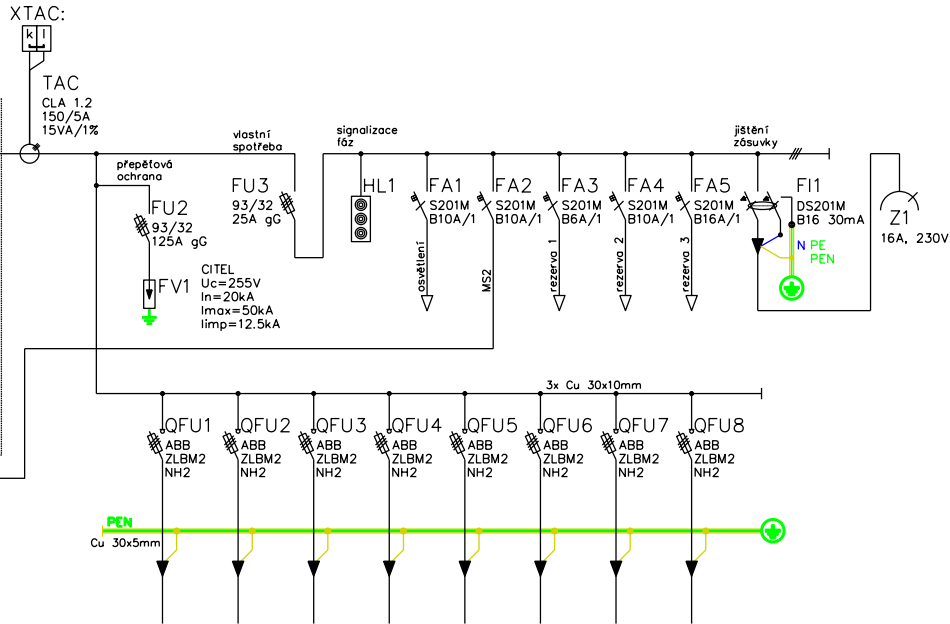 XTAC:
k l
TAC
CLA 1.2
150/5A
15VA/1%
přepěťová
ochrana
FU2
93/32
125A gG
FV1
CITEL
Uc=255V
In=20kA
Imax=50kA
Iimp=12.5kA
vlastní
spotřeba
FU3
93/32
25A gG
signalizace
fáz
HL1
FA1
S201M
B10A/1
osvětlení
FA2
S201M
B10A/1
MS2
FA3
S201M
B6A/1
rezerva 1
FA4
S201M
B10A/1
rezerva 2
FA5
S201M
B16A/1
rezerva 3
jištění
zásuvky
FI1
DS201M
B16 30mA
N PE
PEN
Z1
16A, 230V
3x Cu 30x10mm
QFU1
ABB
ZLBM2
NH2
QFU2
ABB
ZLBM2
NH2
QFU3
ABB
ZLBM2
NH2
QFU4
ABB
ZLBM2
NH2
QFU5
ABB
ZLBM2
NH2
QFU6
ABB
ZLBM2
NH2
QFU7
ABB
ZLBM2
NH2
QFU8
ABB
ZLBM2
NH2
PEN
Cu 30x5mm